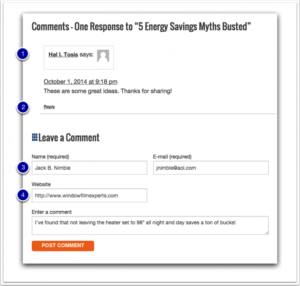 Comments - One Response to “5 Energy Savings Myths Busted”
1
Hal I. Tosis says:
October 1, 2014 at 9:18 pm
These are some great ideas. Thanks for sharing!
2
Reply
Leave a Comment
Name (required) E-mail (required)
3 Jack B. Nimble jnimble@aol.com
Website
4 http://www.windowfilmexperts.com
Enter a comment
I've found that not leaving the heater set to 98° all night and day saves a ton of bucks!
POST COMMENT